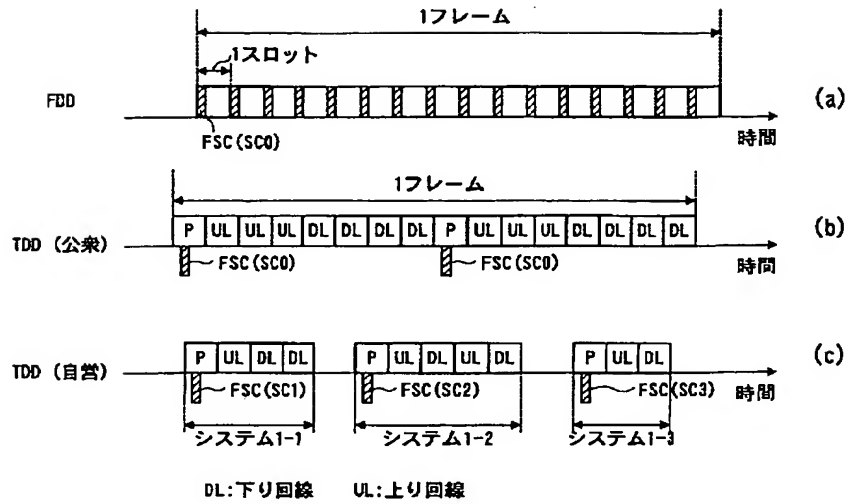 1フレーム
1スロット
FDD
(a)
FSC(SC0)
時間
1フレーム
P UL UL UL DL DL DL DL P UL UL UL DL DL DL DL
(b)
TDD (公衆)
FSC(SC0) FSC(SC0)
時間
P UL DL DL P UL DL UL DL P UL DL
(c)
TDD (自営)
FSC(SC1) FSC(SC2) FSC(SC3) 時間
システム1-1 システム1-2 システム1-3
DL:下り回線 UL:上り回線